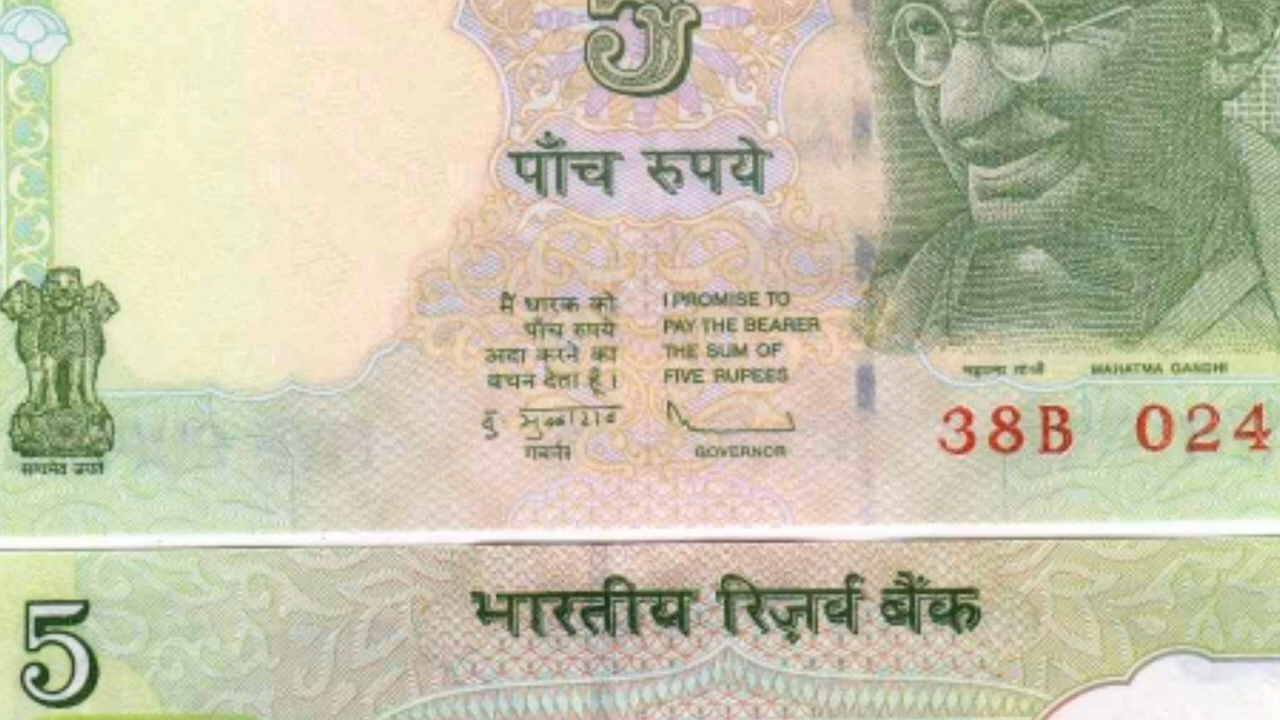 5
पाँच रुपये
मैं धारक को
पाँच रुपये
अदा करने का
वचन देता हूँ ।
I PROMISE TO
PAY THE BEARER
THE SUM OF
FIVE RUPEES
गवर्नर
GOVERNOR
महात्मा गांधी MAHATMA GANDHI
38B 024
सत्यमेव जयते
5
भारतीय रिज़र्व बैंक